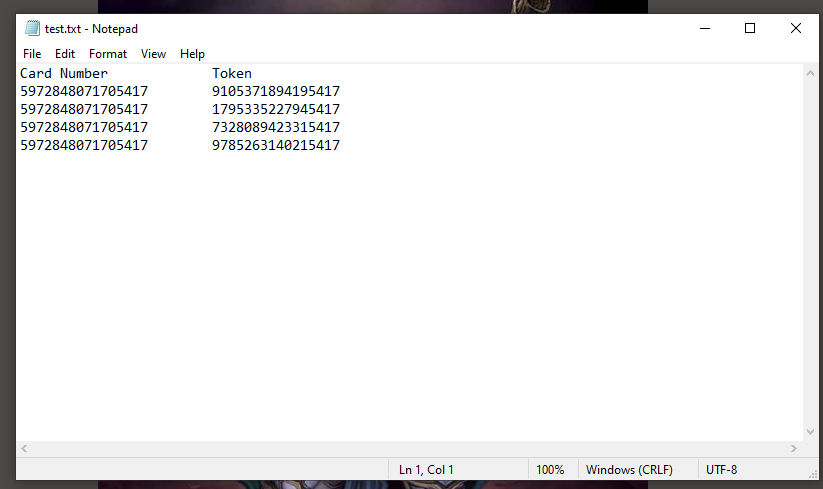 test.txt - Notepad
File Edit Format View Help
Card Number Token
5972848071705417 9105371894195417
5972848071705417 1795335227945417
5972848071705417 7328089423315417
5972848071705417 9785263140215417
Ln 1, Col 1 100% Windows (CRLF) UTF-8